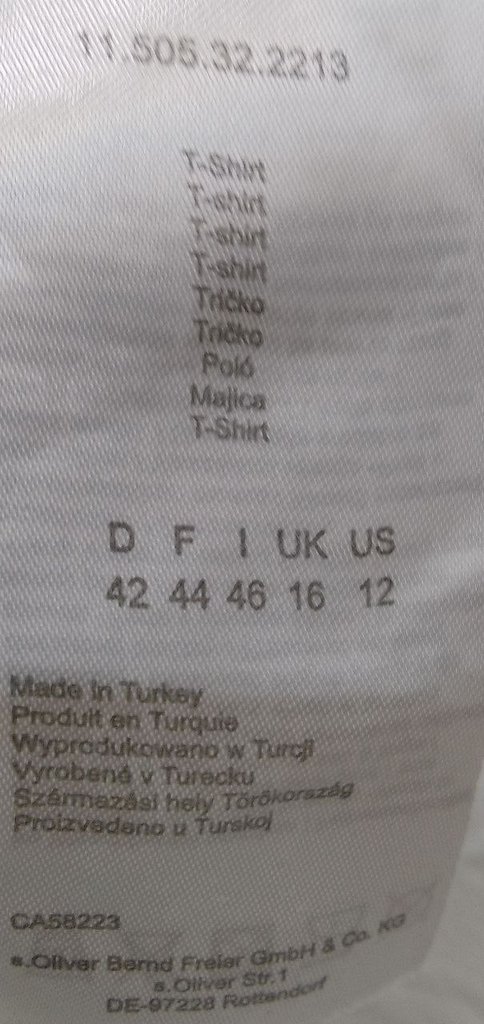 11.505.32.2213
T-Shirt
T-shirt
T-shirt
T-shirt
Tričko
Tričko
Poló
Majica
T-Shirt
D F I UK US
42 44 46 16 12
Made in Turkey
Produit en Turquie
Wyprodukowano w Turcji
Vyrobené v Turecku
Származási hely Törökország
Proizvedeno u Turskoj
CA58223
s.Oliver Bernd Freier GmbH & Co. KG
s.Oliver Str.1
DE-97228 Rottendorf